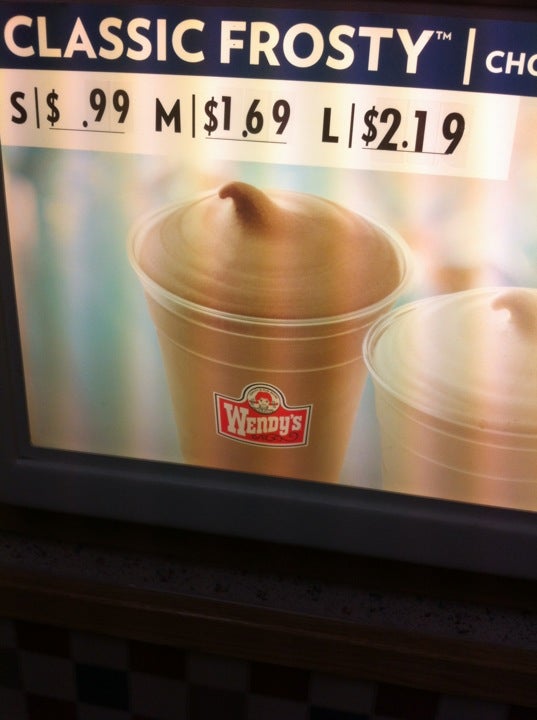 CLASSIC FROSTY™ | CHO
S|$ .99 M|$1.69 L|$2.19
WENDY'S